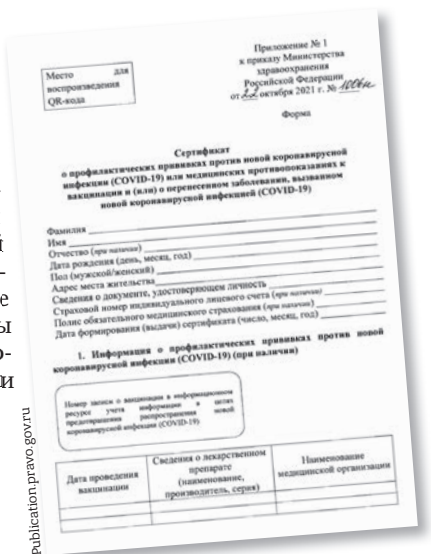 Место для
воспроизведения
QR-кода
Приложение № 1
к приказу Министерства
здравоохранения
Российской Федерации
от 22 октября 2021 г. №
Форма
Сертификат
о профилактических прививках против новой коронавирусной
инфекции (COVID-19) или медицинских противопоказаниях к
вакцинации и (или) о перенесенном заболевании, вызванном
новой коронавирусной инфекцией (COVID-19)
Фамилия
Имя
Отчество (при наличии)
Дата рождения (день, месяц, год)
Пол (мужской/женский)
Адрес места жительства
Сведения о документе, удостоверяющем личность
Страховой номер индивидуального лицевого счета (при наличии)
Полис обязательного медицинского страхования (при наличии)
Дата формирования (выдачи) сертификата (число, месяц, год)
1. Информация о профилактических прививках против новой
коронавирусной инфекции (COVID-19) (при наличии)
Номер записи о вакцинации в информационном
ресурсе учета информации в целях
предотвращения распространения новой
коронавирусной инфекции (COVID-19)
Дата проведения
вакцинации
Сведения о лекарственном
препарате
(наименование,
производитель, серия)
Наименование
медицинской организации
Publication.pravo.gov.ru